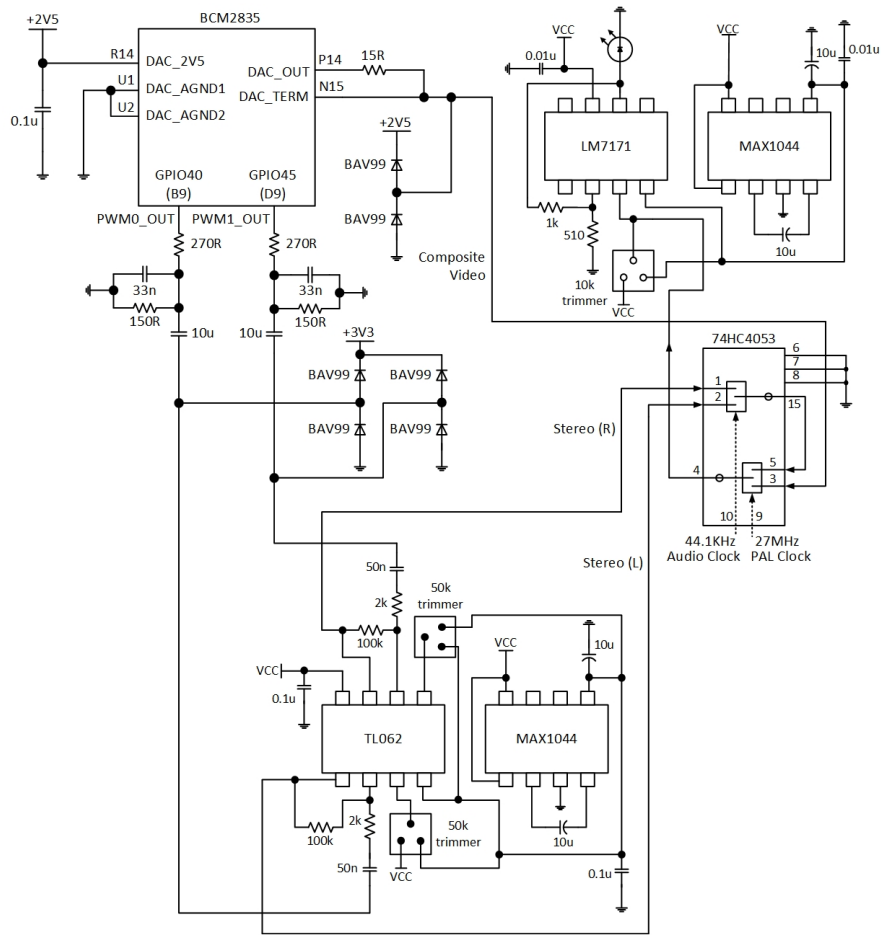 BCM2835
+2V5
R14
DAC_2V5
U1
DAC_AGND1
U2
DAC_AGND2
P14
DAC_OUT
15R
N15
DAC_TERM
0.1u
GPIO40
(B9)
GPIO45
(D9)
PWM0_OUT
PWM1_OUT
270R
270R
33n
150R
33n
150R
10u
10u
+2V5
BAV99
BAV99
Composite
Video
VCC
0.01u
LM7171
1k
510
10k
trimmer
VCC
VCC
10u
0.01u
MAX1044
10u
+3V3
BAV99
BAV99
BAV99
BAV99
74HC4053
6
7
8
15
1
2
5
3
4
10
9
44.1KHz
Audio Clock
27MHz
PAL Clock
Stereo (R)
Stereo (L)
50n
2k
100k
50k
trimmer
VCC
0.1u
TL062
VCC
10u
MAX1044
100k
2k
50n
50k
trimmer
VCC
10u
0.1u